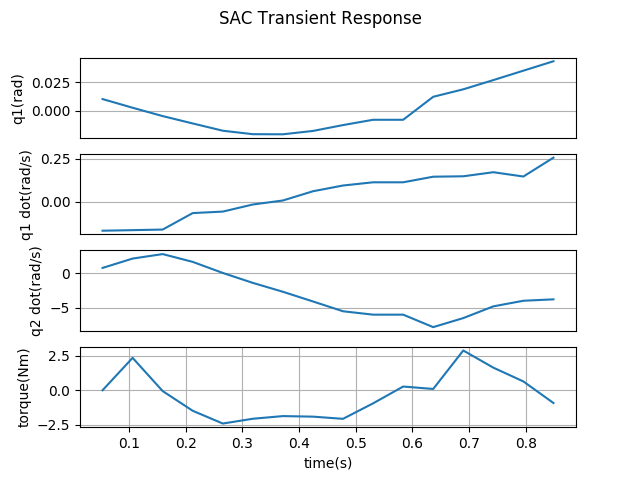 SAC Transient Response
q1(rad)
0.025
0.000
q1 dot(rad/s)
0.25
0.00
q2 dot(rad/s)
0
−5
torque(Nm)
2.5
0.0
−2.5
0.1 0.2 0.3 0.4 0.5 0.6 0.7 0.8
time(s)